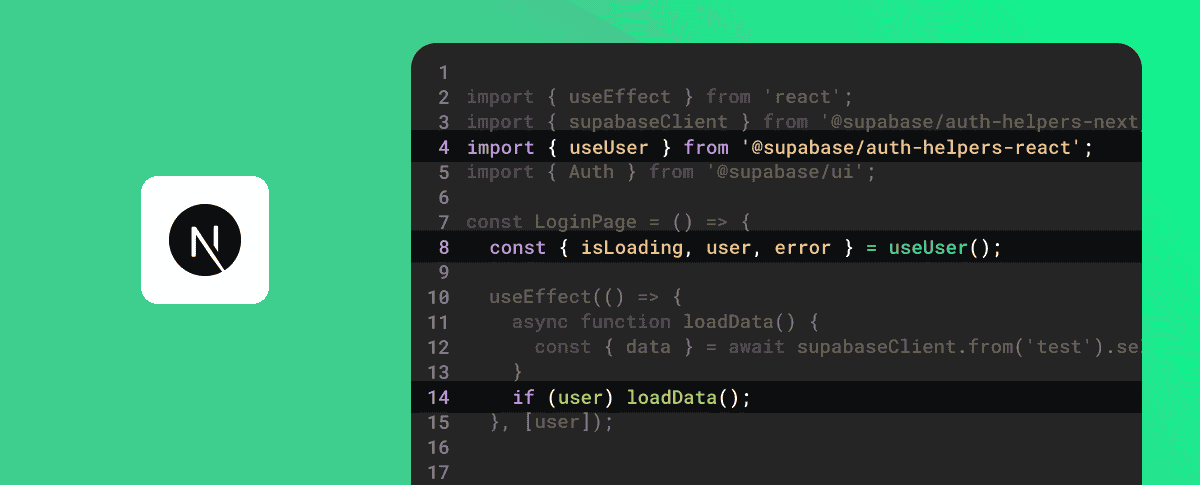 N
1
2 import { useEffect } from 'react';
3 import { supabaseClient } from '@supabase/auth-helpers-next
4 import { useUser } from '@supabase/auth-helpers-react';
5 import { Auth } from '@supabase/ui';
6
7 const LoginPage = () => {
8 const { isLoading, user, error } = useUser();
9
10 useEffect(() => {
11 async function loadData() {
12 const { data } = await supabaseClient.from('test').se
13 }
14 if (user) loadData();
15 }, [user]);
16
17